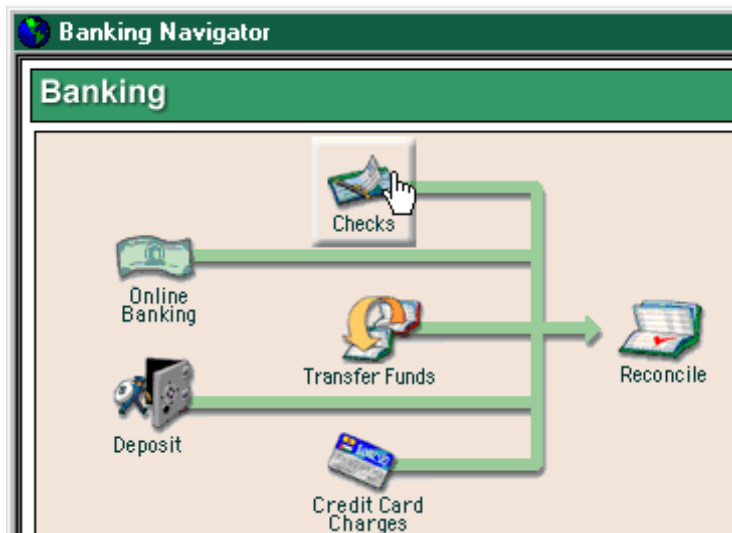 Banking Navigator
Banking
Checks
Online
Banking
Transfer Funds
Reconcile
Deposit
Credit Card
Charges